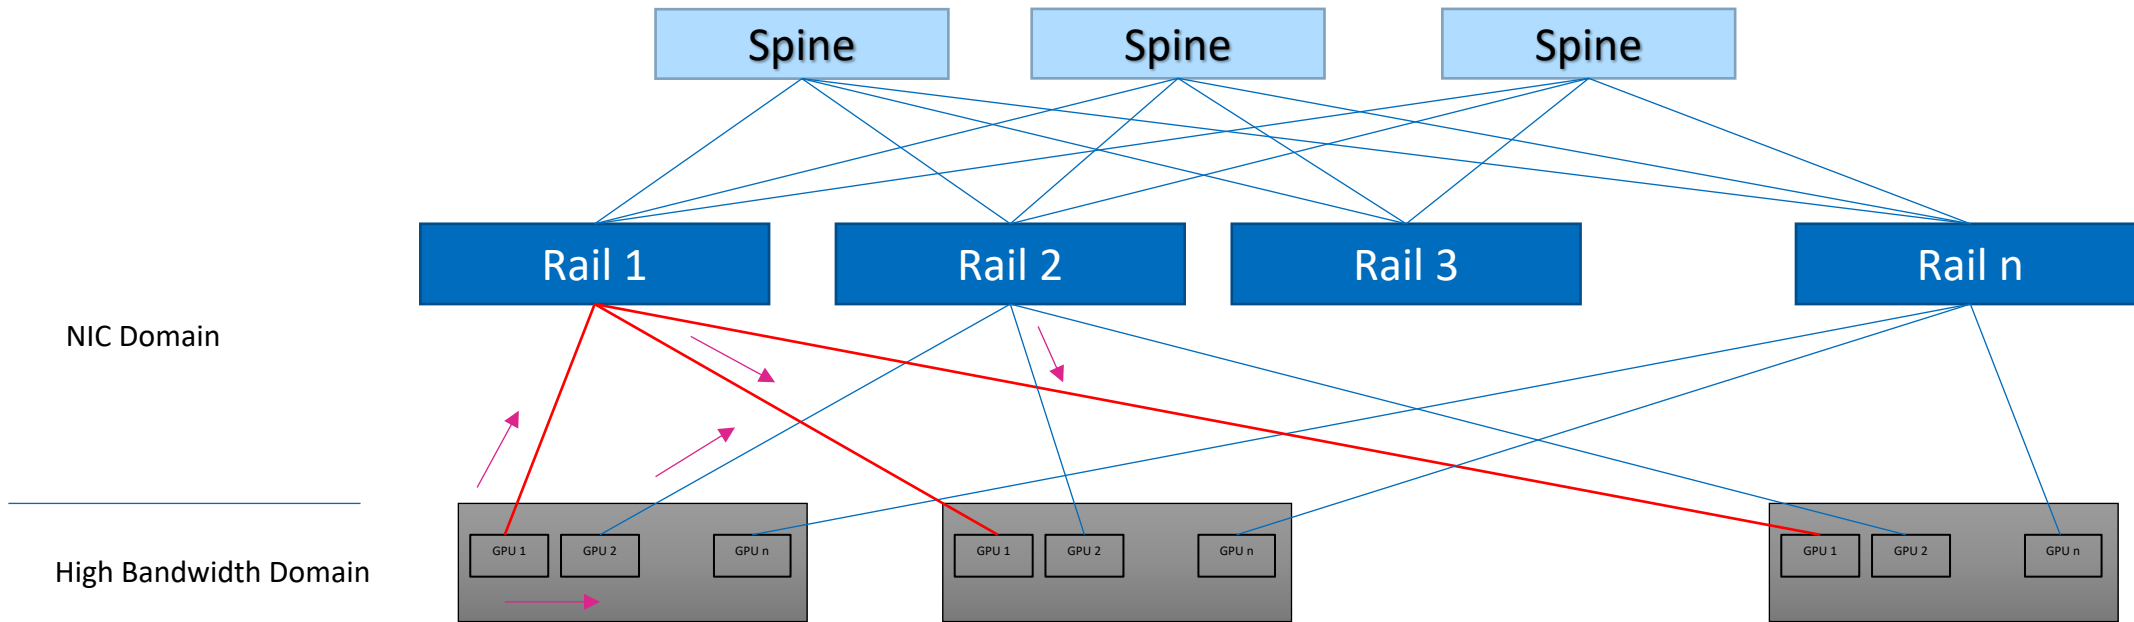 Spine
Spine
Spine
Rail 1
Rail 2
Rail 3
Rail n
NIC Domain
High Bandwidth Domain
GPU 1
GPU 2
GPU n
GPU 1
GPU 2
GPU n
GPU 1
GPU 2
GPU n